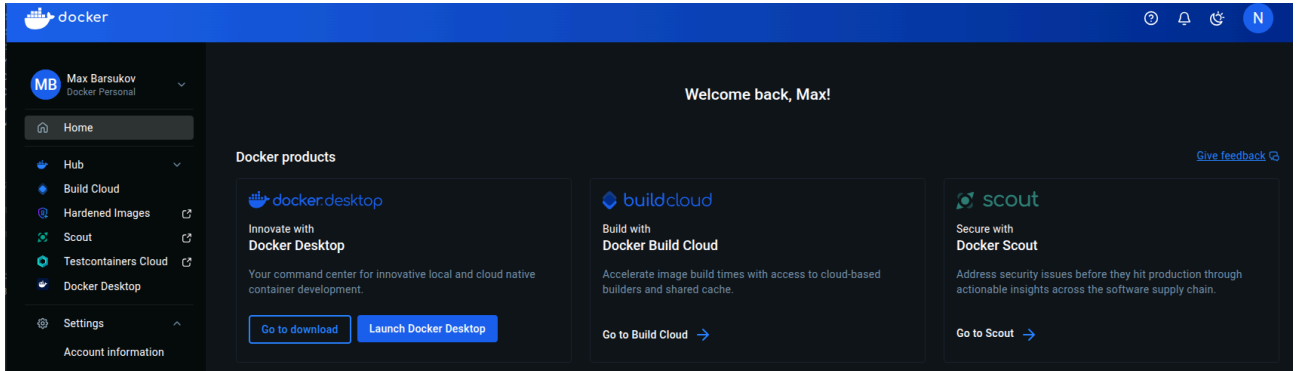 docker
N
MB
Max Barsukov
Docker Personal
Home
Hub
Build Cloud
Hardened Images
Scout
Testcontainers Cloud
Docker Desktop
Settings
Account information
Welcome back, Max!
Docker products
Give feedback
docker.desktop
Innovate with
Docker Desktop
Your command center for innovative local and cloud native
container development.
Go to download
Launch Docker Desktop
buildcloud
Build with
Docker Build Cloud
Accelerate image build times with access to cloud-based
builders and shared cache.
Go to Build Cloud
scout
Secure with
Docker Scout
Address security issues before they hit production through
actionable insights across the software supply chain.
Go to Scout